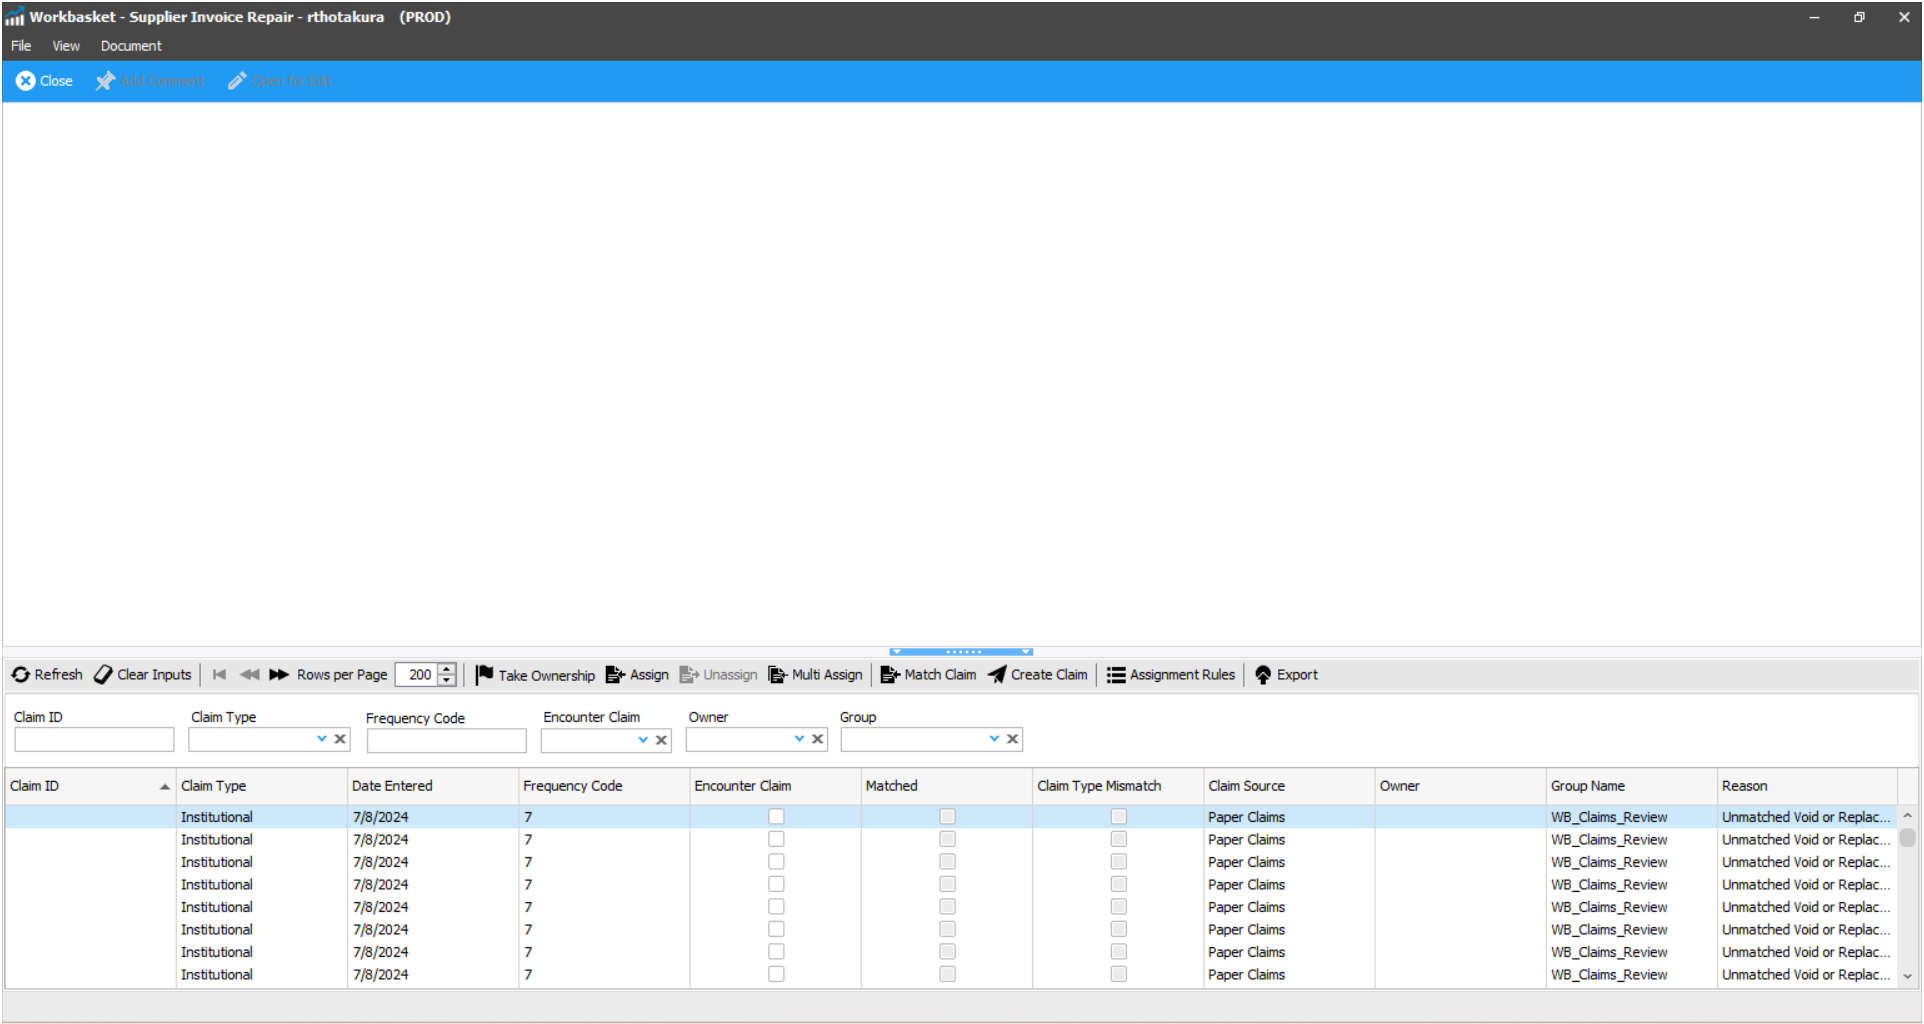 Workbasket - Supplier Invoice Repair - rthotakura (PROD)
File View Document
Close Add Comment Open for Edit
Refresh Clear Inputs Rows per Page 200 Take Ownership Assign Unassign Multi Assign Match Claim Create Claim Assignment Rules Export
Claim ID Claim Type Frequency Code Encounter Claim Owner Group
Claim ID Claim Type Date Entered Frequency Code Encounter Claim Matched Claim Type Mismatch Claim Source Owner Group Name Reason
Institutional 7/8/2024 7 Paper Claims WB_Claims_Review Unmatched Void or Replac...
Institutional 7/8/2024 7 Paper Claims WB_Claims_Review Unmatched Void or Replac...
Institutional 7/8/2024 7 Paper Claims WB_Claims_Review Unmatched Void or Replac...
Institutional 7/8/2024 7 Paper Claims WB_Claims_Review Unmatched Void or Replac...
Institutional 7/8/2024 7 Paper Claims WB_Claims_Review Unmatched Void or Replac...
Institutional 7/8/2024 7 Paper Claims WB_Claims_Review Unmatched Void or Replac...
Institutional 7/8/2024 7 Paper Claims WB_Claims_Review Unmatched Void or Replac...
Institutional 7/8/2024 7 Paper Claims WB_Claims_Review Unmatched Void or Replac...